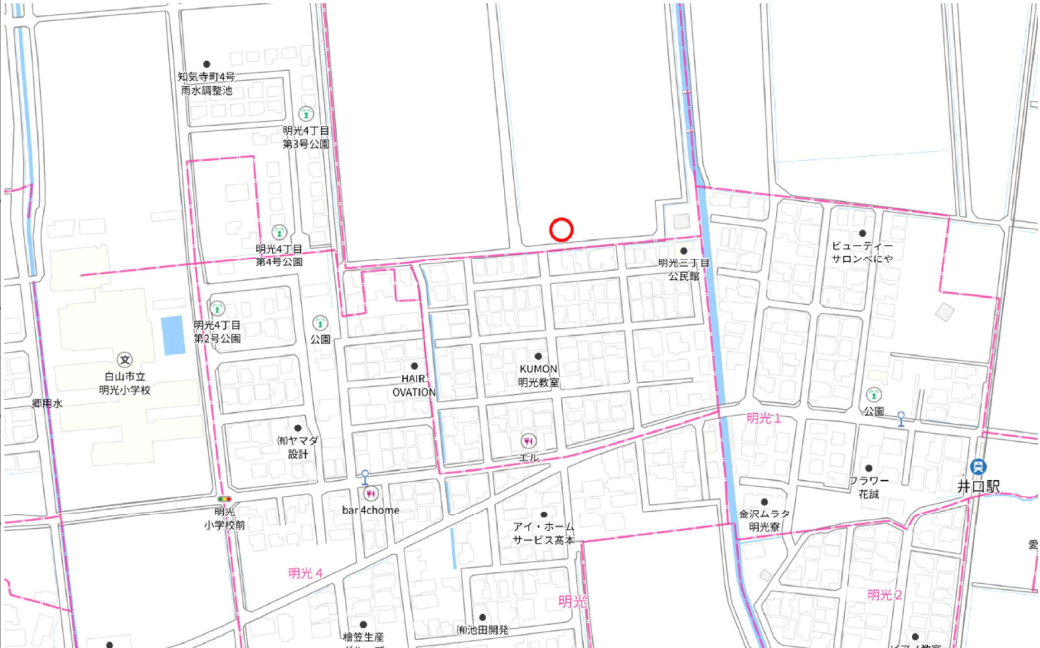 知気寺町4号
雨水調整池
明光4丁目
第3号公園
明光4丁目
第4号公園
明光三丁目
公民館
ビューティー
サロンべにや
明光4丁目
第2号公園
公園
文
白山市立
明光小学校
郷用水
HAIR
OVATION
KUMON
明光教室
公園
明光1
㈲ヤマダ
設計
エル
フラワー
花誠
井口駅
明光
小学校前
bar 4chome
アイ・ホーム
サービス髙本
金沢ムラタ
明光寮
明光4
明光
明光2
檜笠生産
㈲池田開発
愛